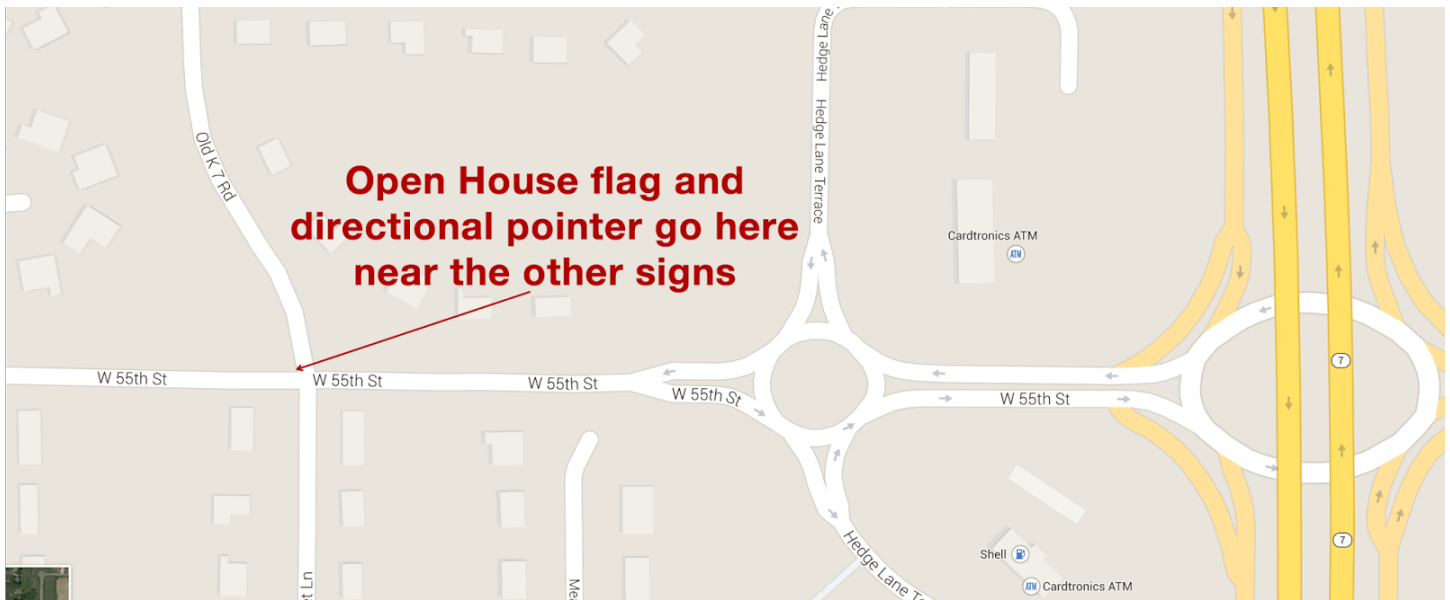 Hedge Lane
Hedge Lane Terrace
Old K 7 Rd
Open House flag and
directional pointer go here
near the other signs
Cardtronics ATM
ATM
7
W 55th St
W 55th St
W 55th St
W 55th St
W 55th St
7
Shell
Hedge Lane
ATM
Cardtronics ATM